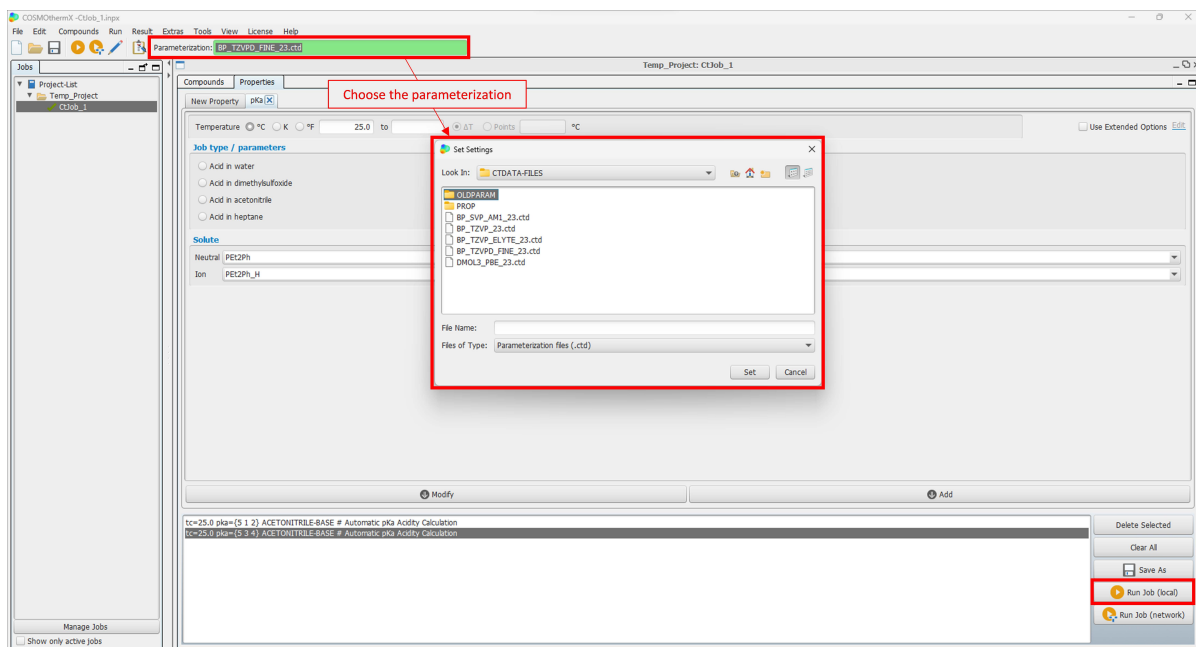 COSMOthermX -CtJob_1.inpx
File Edit Compounds Run Result Extras Tools View License Help
Parameterization: BP_TZVPD_FINE_23.ctd
Jobs
Temp_Project: CtJob_1
Project-List
Temp_Project
CtJob_1
Compounds Properties
New Property pKa
Choose the parameterization
Temperature °C K °F 25.0 to ΔT Points °C
Use Extended Options Edit
Job type / parameters
Acid in water
Acid in dimethylsulfoxide
Acid in acetonitrile
Acid in heptane
Solute
Neutral PEt2Ph
Ion PEt2Ph_H
Set Settings
Look In: CTDATA-FILES
OLDPARAM
PROP
BP_SVP_AM1_23.ctd
BP_TZVP_23.ctd
BP_TZVP_ELYTE_23.ctd
BP_TZVPD_FINE_23.ctd
DMOL3_PBE_23.ctd
File Name:
Files of Type: Parameterization files (.ctd)
Set Cancel
Modify Add
tc=25.0 pka={5 1 2} ACETONITRILE-BASE # Automatic pKa Acidity Calculation
tc=25.0 pka={5 3 4} ACETONITRILE-BASE # Automatic pKa Acidity Calculation
Delete Selected
Clear All
Save As
Run Job (local)
Run Job (network)
Manage Jobs
Show only active jobs